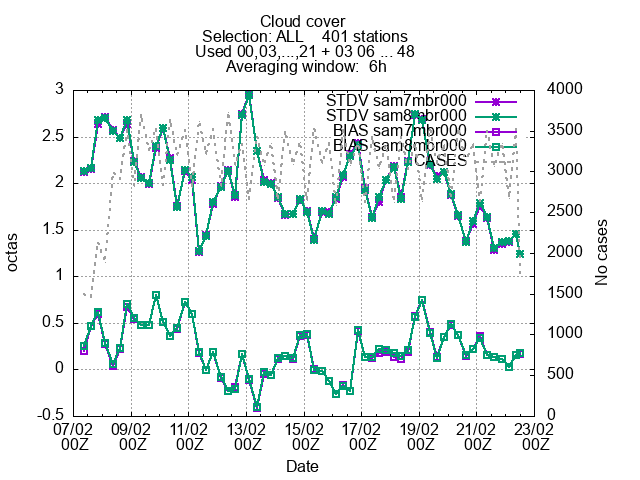 Cloud cover
Selection: ALL 401 stations
Used 00,03,...,21 + 03 06 ... 48
Averaging window: 6h
STDV sam7mbr000
STDV sam8mbr000
BIAS sam7mbr000
BIAS sam8mbr000
CASES
octas
3
2.5
2
1.5
1
0.5
0
-0.5
No cases
4000
3500
3000
2500
2000
1500
1000
500
0
07/02 09/02 11/02 13/02 15/02 17/02 19/02 21/02 23/02
00Z 00Z 00Z 00Z 00Z 00Z 00Z 00Z 00Z
Date